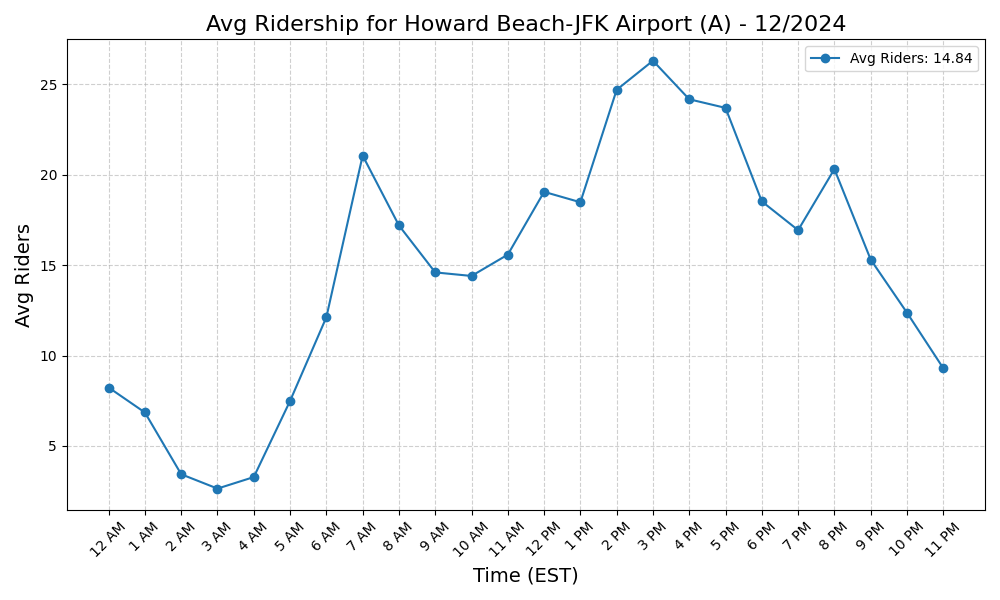 Avg Ridership for Howard Beach-JFK Airport (A) - 12/2024
Avg Riders: 14.84
Avg Riders
25
20
15
10
5
12 AM
1 AM
2 AM
3 AM
4 AM
5 AM
6 AM
7 AM
8 AM
9 AM
10 AM
11 AM
12 PM
1 PM
2 PM
3 PM
4 PM
5 PM
6 PM
7 PM
8 PM
9 PM
10 PM
11 PM
Time (EST)